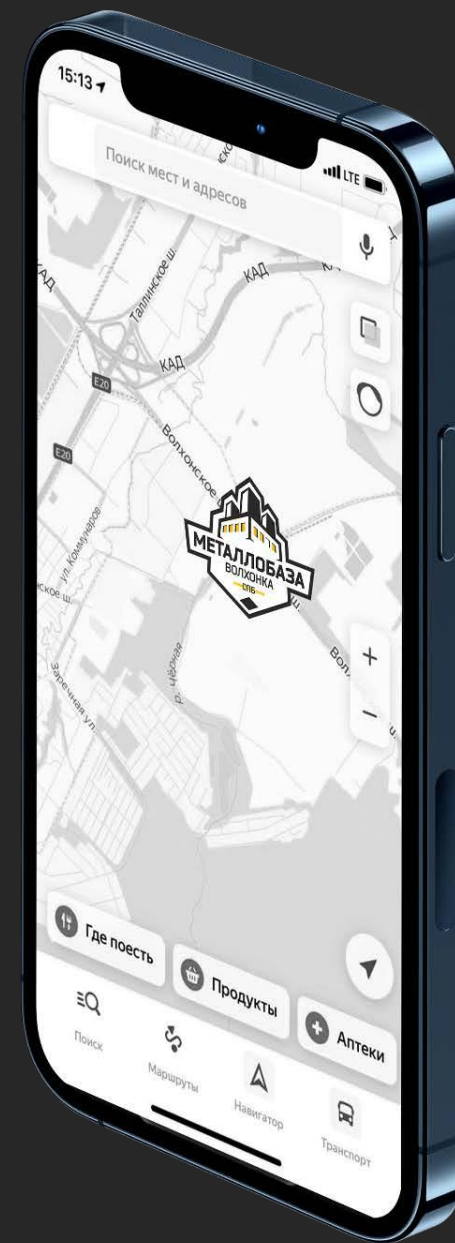 15:13
LTE
Поиск мест и адресов
КАД
КАД
КАД
Таллинское ш.
E20
E20
Волхонское
ул. Коммунаров
МЕТАЛЛОБАЗА
ВОЛХОНКА
СПБ
ш.
ское ш.
р. Чёрная
Заречная ул.
+
−
Где поесть
Продукты
Аптеки
Поиск
Маршруты
Навигатор
Транспорт